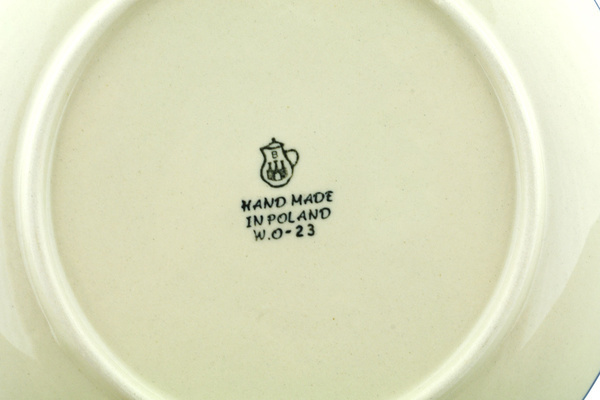 B
HAND MADE
IN POLAND
W.O-23